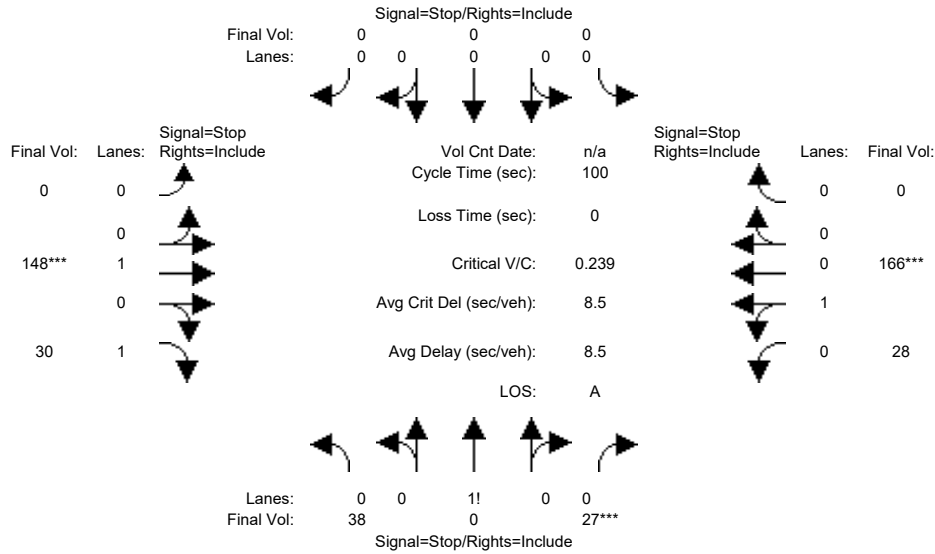 Signal=Stop/Rights=Include
Final Vol: 0 0 0
Lanes: 0 0 0 0 0
Signal=Stop Signal=Stop
Final Vol: Lanes: Rights=Include Vol Cnt Date: n/a Rights=Include Lanes: Final Vol:
Cycle Time (sec): 100
0 0 0 0
Loss Time (sec): 0
0 0
148*** 1 Critical V/C: 0.239 0 166***
0 Avg Crit Del (sec/veh): 8.5 1
30 1 Avg Delay (sec/veh): 8.5 0 28
LOS: A
Lanes: 0 0 1! 0 0
Final Vol: 38 0 27***
Signal=Stop/Rights=Include